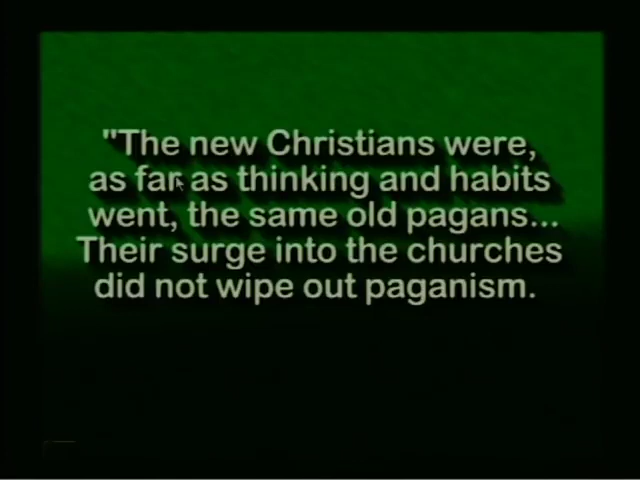 "The new Christians were,
as far as thinking and habits
went, the same old pagans...
Their surge into the churches
did not wipe out paganism.